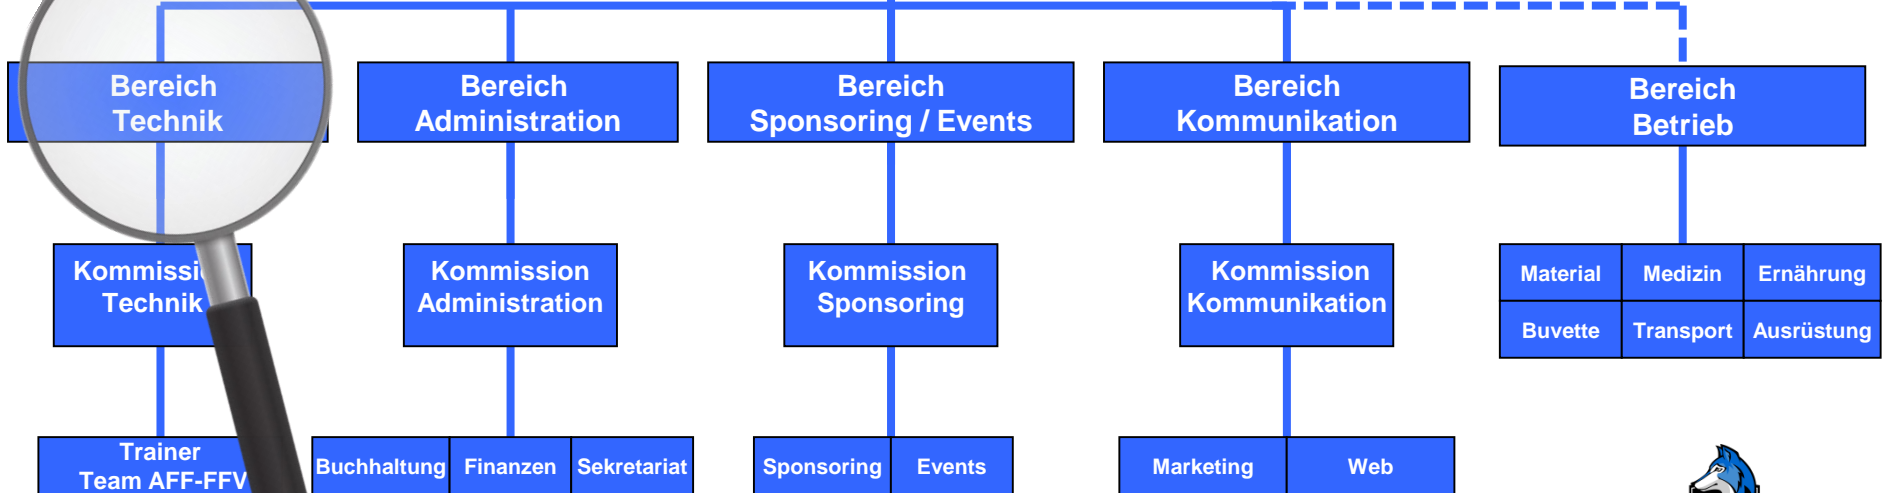 Bereich
Technik
Bereich
Administration
Bereich
Sponsoring / Events
Bereich
Kommunikation
Bereich
Betrieb
Kommission
Technik
Kommission
Administration
Kommission
Sponsoring
Kommission
Kommunikation
Material Medizin Ernährung
Buvette Transport Ausrüstung
Trainer
Team AFF-FFV
Buchhaltung Finanzen Sekretariat
Sponsoring Events
Marketing Web